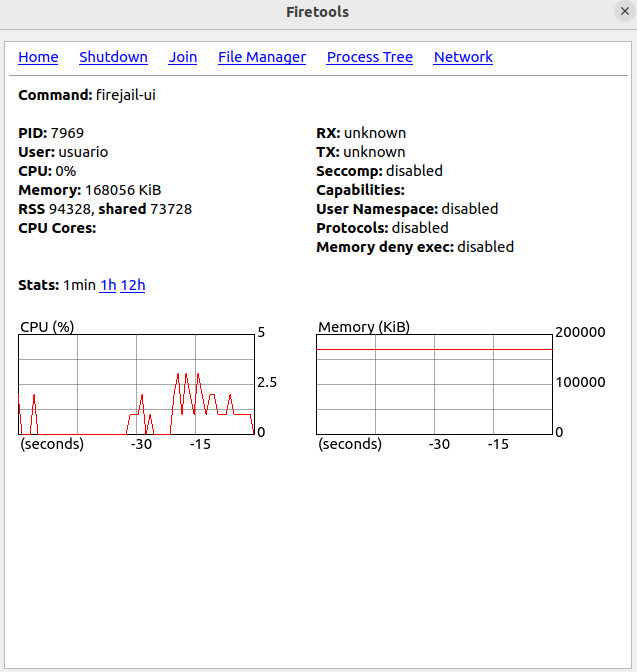 Firetools
Home Shutdown Join File Manager Process Tree Network
Command: firejail-ui
PID: 7969
User: usuario
CPU: 0%
Memory: 168056 KiB
RSS 94328, shared 73728
CPU Cores:
RX: unknown
TX: unknown
Seccomp: disabled
Capabilities:
User Namespace: disabled
Protocols: disabled
Memory deny exec: disabled
Stats: 1min 1h 12h
CPU (%)
5
2.5
0
(seconds) -30 -15
Memory (KiB)
200000
100000
0
(seconds) -30 -15